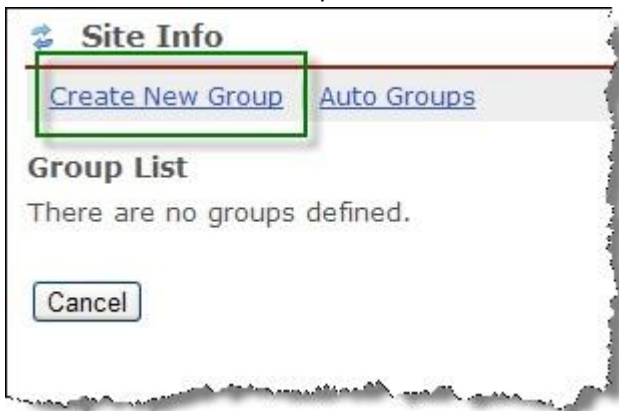 Site Info
Create New Group Auto Groups
Group List
There are no groups defined.
Cancel